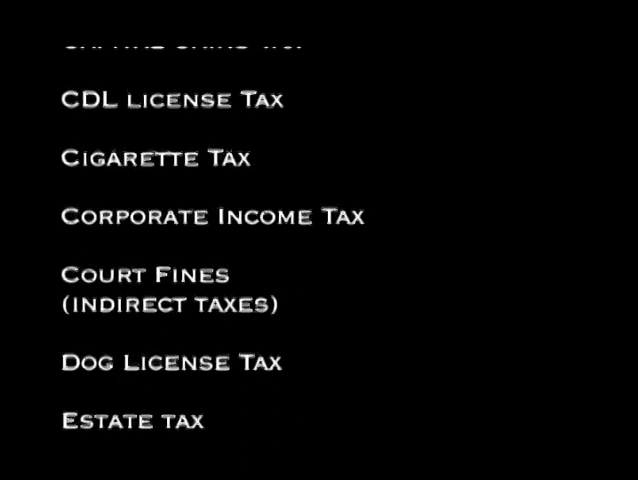 CDL license Tax
Cigarette Tax
Corporate Income Tax
Court Fines
(indirect taxes)
Dog License Tax
Estate tax